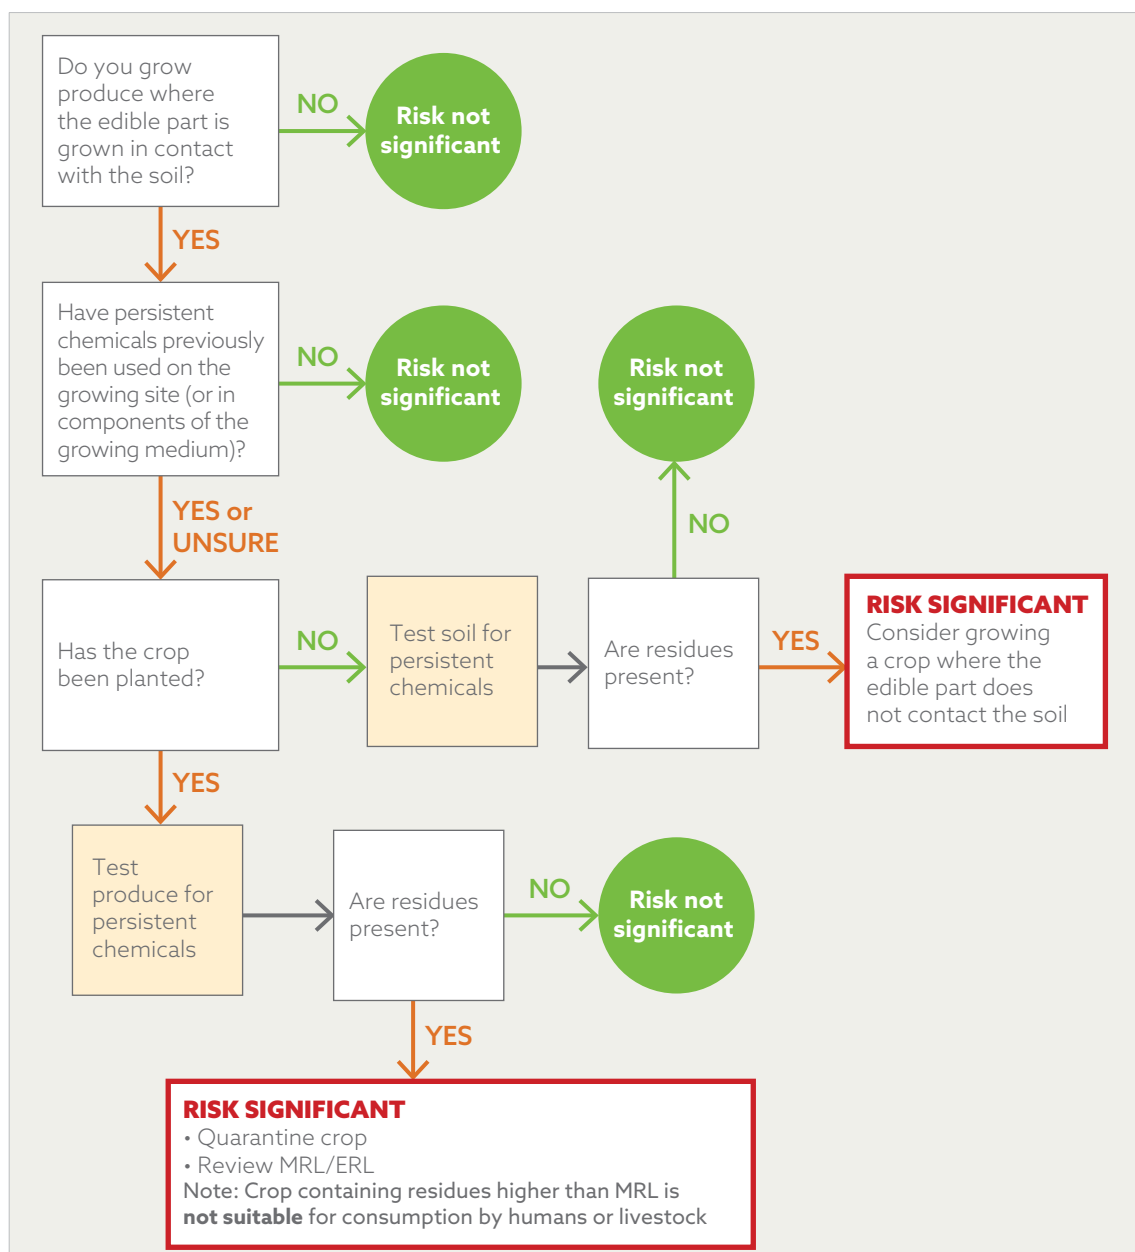 Do you grow
produce where
the edible part is
grown in contact
with the soil?
NO
Risk not
significant
YES
Have persistent
chemicals previously
been used on the
growing site (or in
components of the
growing medium)?
NO
Risk not
significant
Risk not
significant
YES or
UNSURE
NO
Has the crop
been planted?
NO
Test soil for
persistent
chemicals
Are residues
present?
YES
RISK SIGNIFICANT
Consider growing
a crop where the
edible part does
not contact the soil
YES
Test
produce for
persistent
chemicals
Are residues
present?
NO
Risk not
significant
YES
RISK SIGNIFICANT
• Quarantine crop
• Review MRL/ERL
Note: Crop containing residues higher than MRL is
not suitable for consumption by humans or livestock